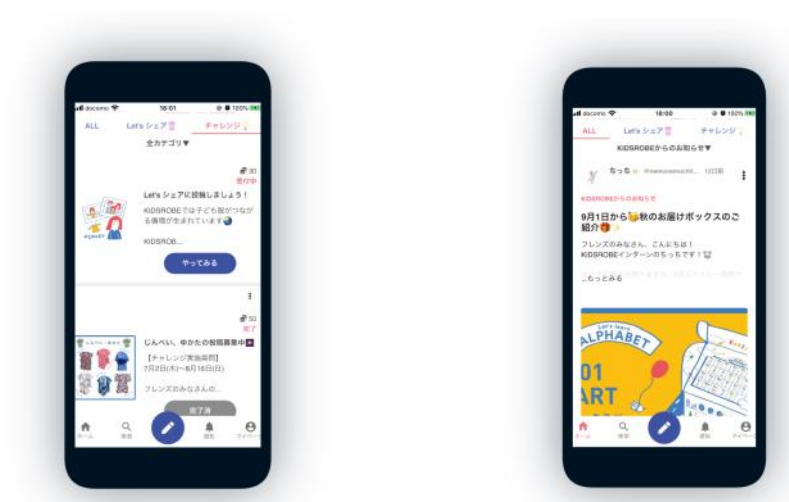 docomo 18:01 100%
ALL Let's シェア チャレンジ
全カテゴリ▼
30
受付中
Let's シェアに投稿しましょう！
KIDSROBEでは子ども服がつなが
る循環が生まれています
KIDSROB...
やってみる
50
完了
じんべい、ゆかたの投稿募集中
【チャレンジ実施期間】
7月2日(木)〜8月16日(日)
フレンズのみなさんの...
完了済
ホーム 検索 通知 マイページ
docomo 18:00 100%
ALL Let's シェア チャレンジ
KIDSROBEからのお知らせ▼
ちっち 12日前
KIDSROBEからのお知らせ
9月1日から秋のお届けボックスのご
紹介
フレンズのみなさん、こんにちは！
KIDSROBEインターンのちっちです！
...もっとみる
Let's learn
ALPHABET
01
ART
ホーム 検索 通知 マイページ